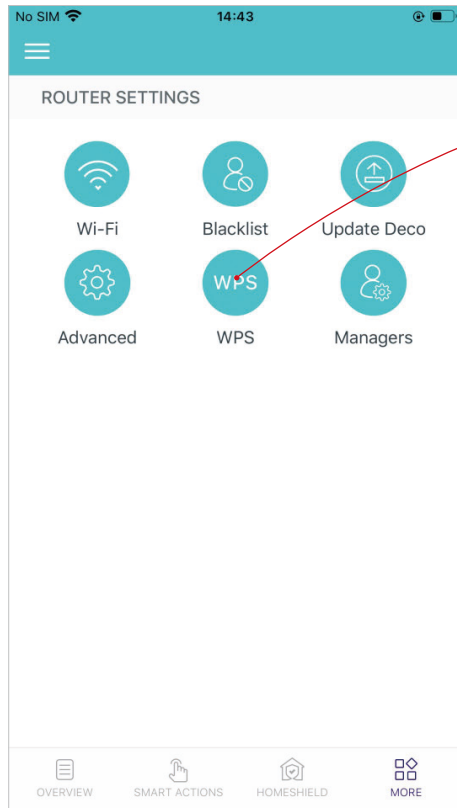 No SIM 14:43
ROUTER SETTINGS
Wi-Fi Blacklist Update Deco
WPS
Advanced WPS Managers
OVERVIEW SMART ACTIONS HOMESHIELD MORE